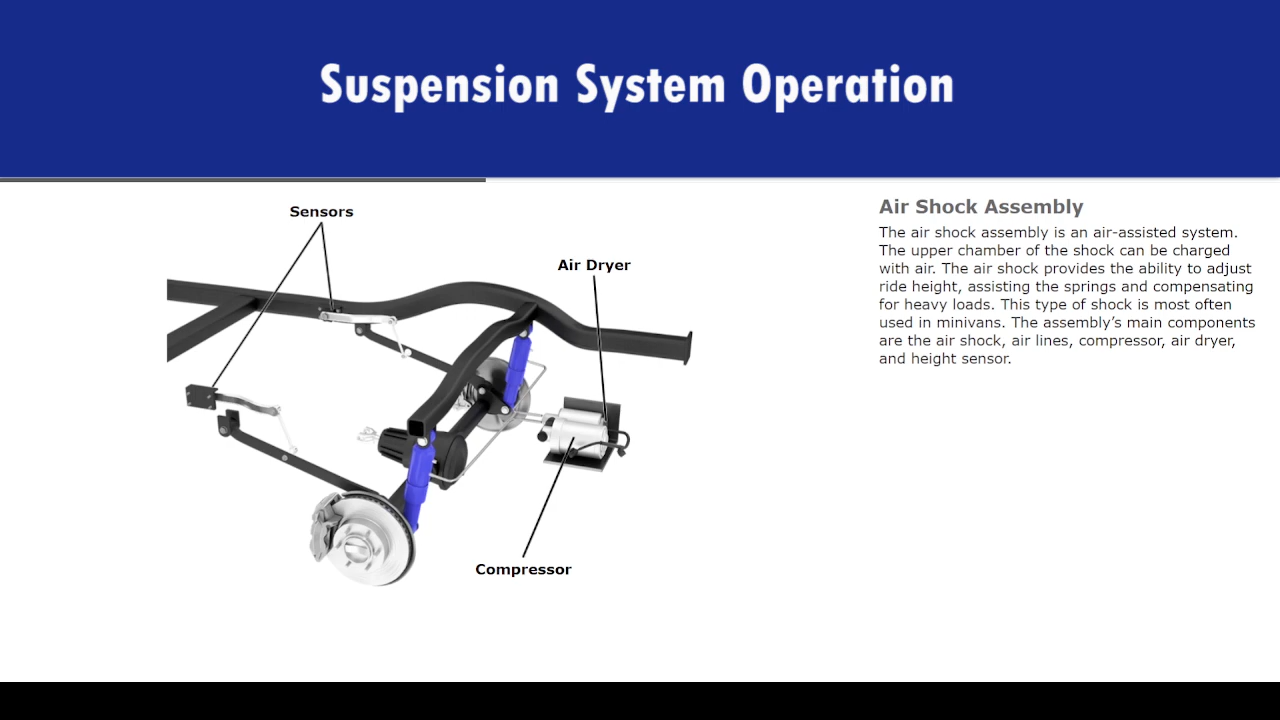 Suspension System Operation
Sensors
Air Dryer
Compressor
Air Shock Assembly
The air shock assembly is an air-assisted system.
The upper chamber of the shock can be charged
with air. The air shock provides the ability to adjust
ride height, assisting the springs and compensating
for heavy loads. This type of shock is most often
used in minivans. The assembly’s main components
are the air shock, air lines, compressor, air dryer,
and height sensor.